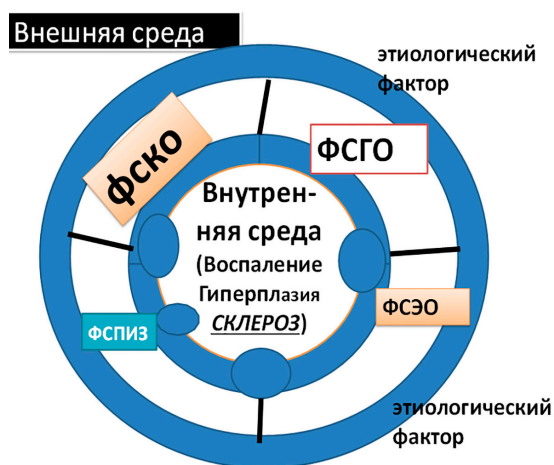 Внешняя среда
этиологический
фактор
ФСКО
ФСГО
Внутрен-
няя среда
(Воспаление
Гиперплазия
СКЛЕРОЗ)
ФСЭО
ФСПИЗ
этиологический
фактор